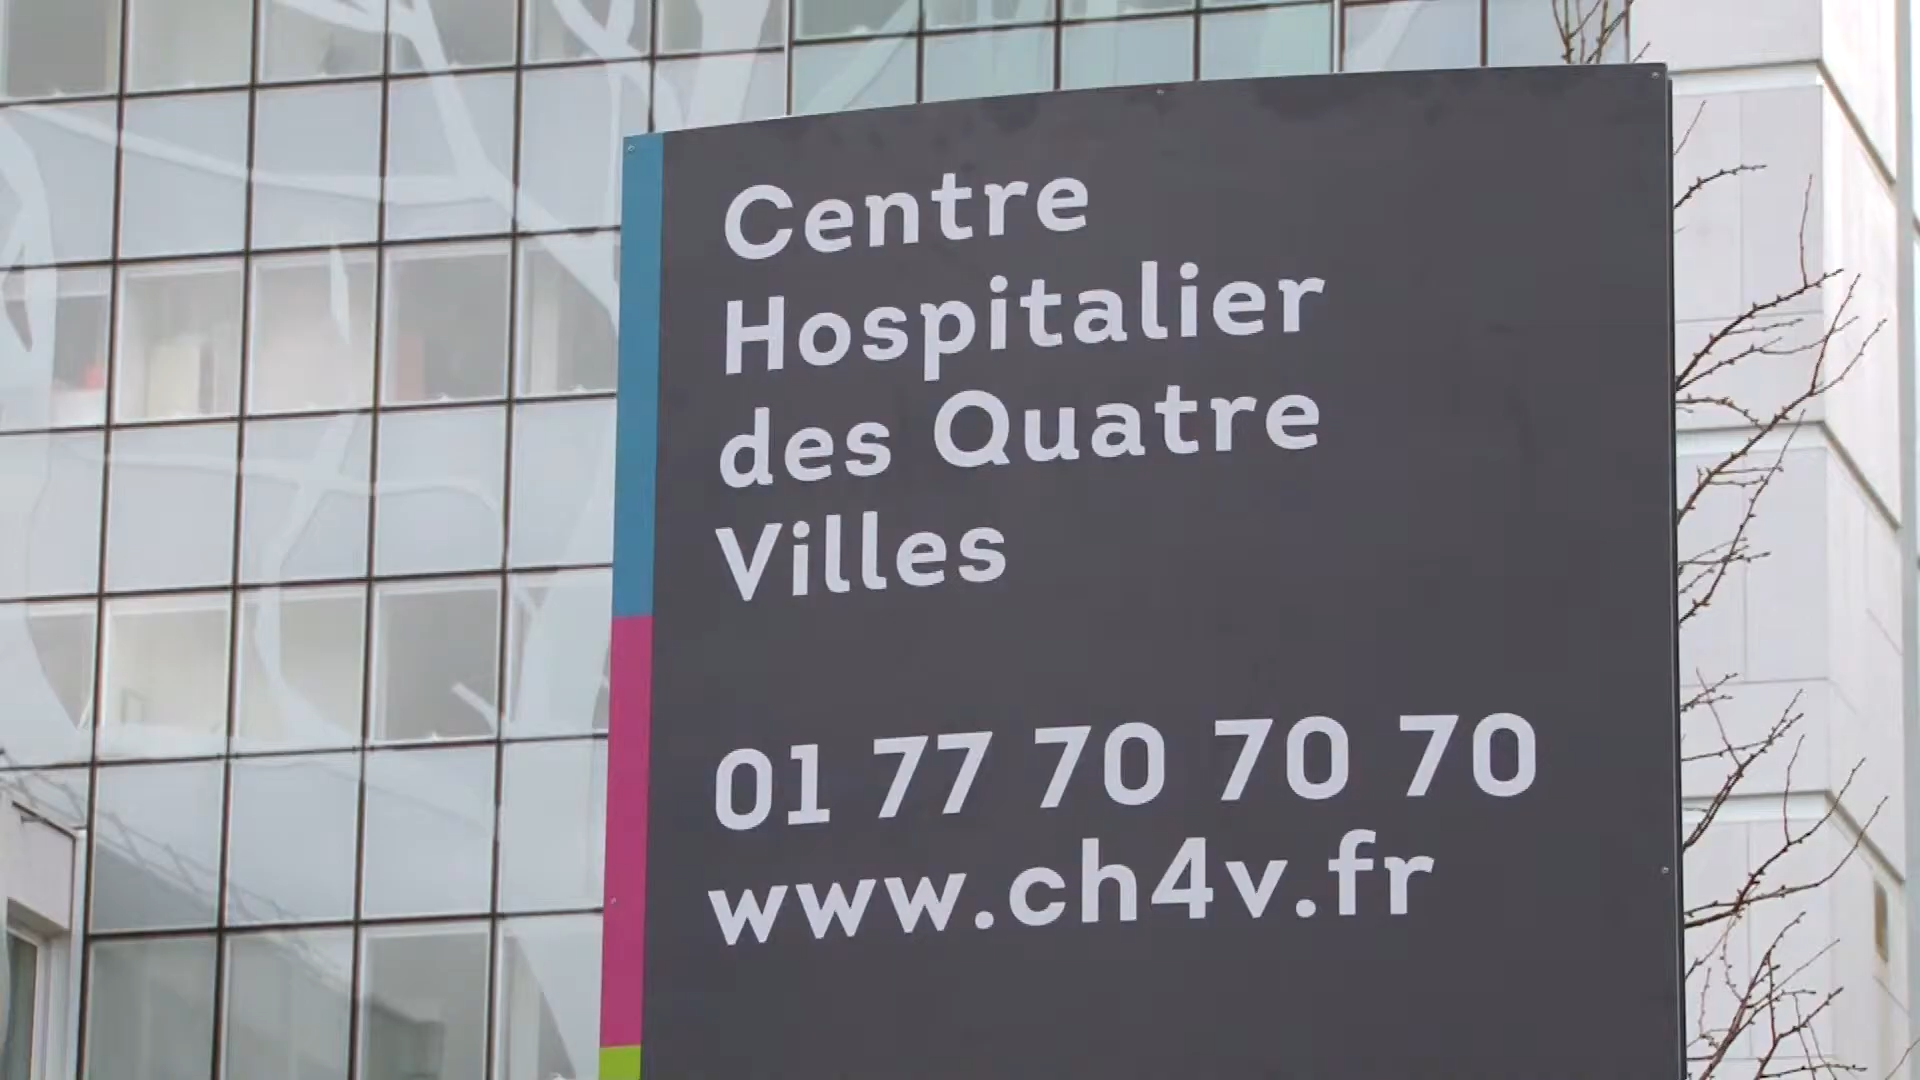 Centre
Hospitalier
des Quatre
Villes
01 77 70 70 70
www.ch4v.fr